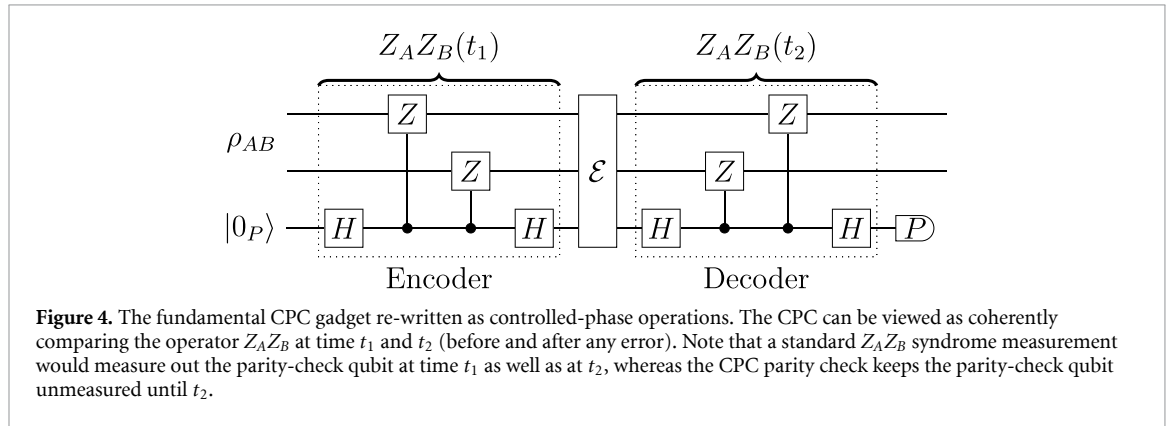 Z_A Z_B(t_1) Z_A Z_B(t_2)
Z Z
ρ_AB Z ℰ Z
|0_P⟩ H H H H P
Encoder Decoder
Figure 4. The fundamental CPC gadget re-written as controlled-phase operations. The CPC can be viewed as coherently
comparing the operator Z_A Z_B at time t_1 and t_2 (before and after any error). Note that a standard Z_A Z_B syndrome measurement
would measure out the parity-check qubit at time t_1 as well as at t_2, whereas the CPC parity check keeps the parity-check qubit
unmeasured until t_2.